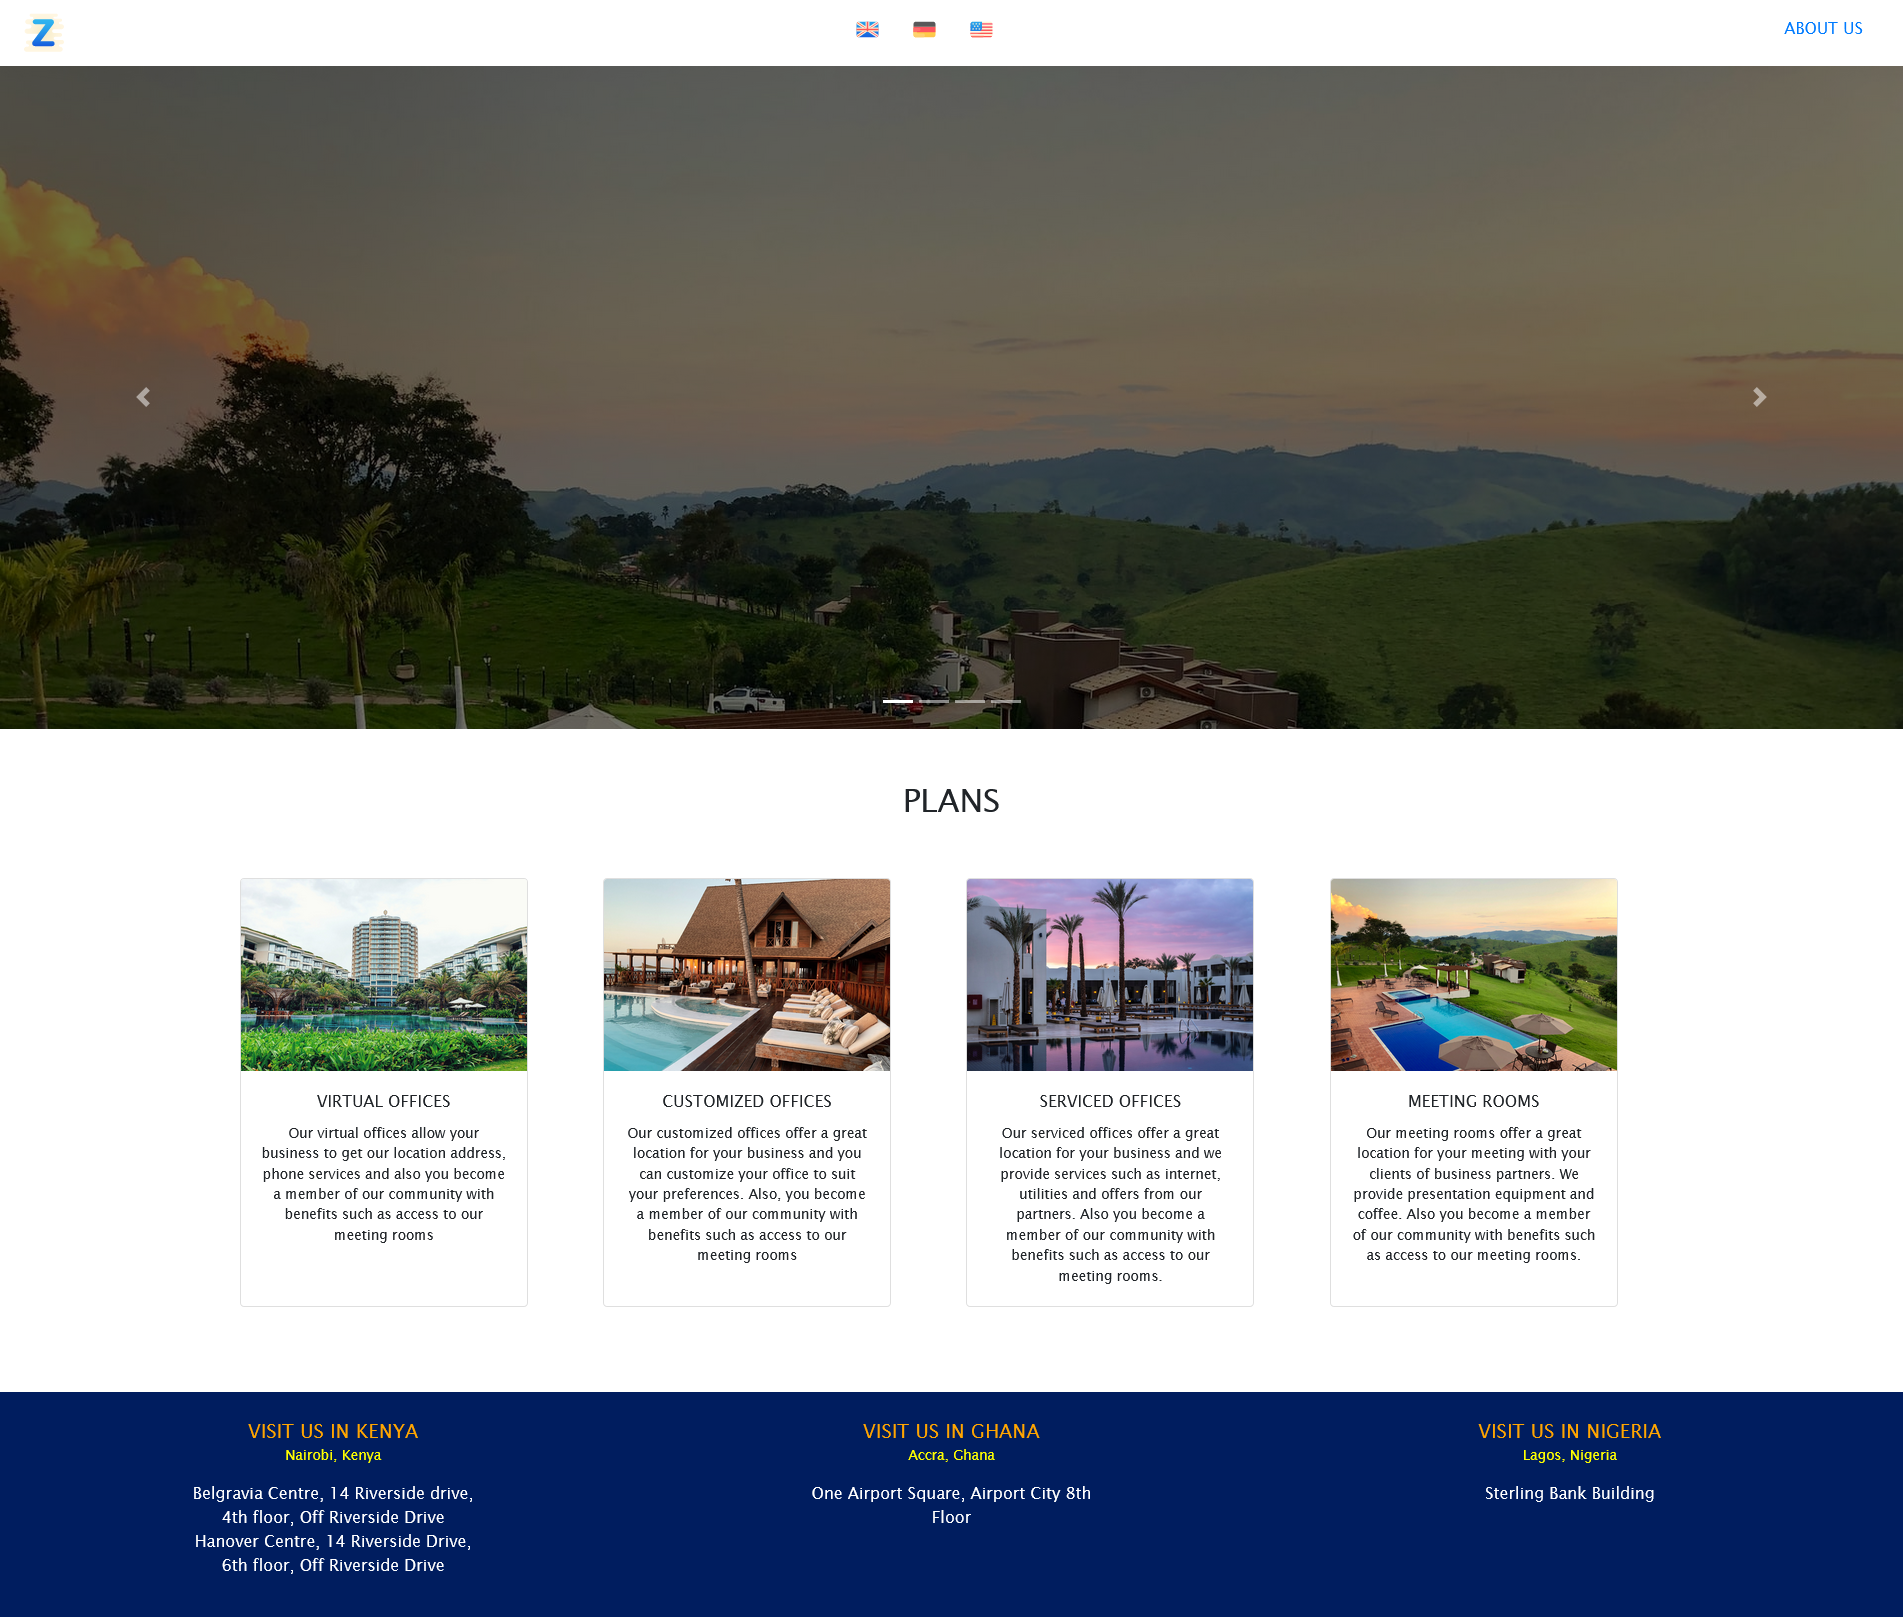 Z
ABOUT US
PLANS
VIRTUAL OFFICES
Our virtual offices allow your
business to get our location address,
phone services and also you become
a member of our community with
benefits such as access to our
meeting rooms
CUSTOMIZED OFFICES
Our customized offices offer a great
location for your business and you
can customize your office to suit
your preferences. Also, you become
a member of our community with
benefits such as access to our
meeting rooms
SERVICED OFFICES
Our serviced offices offer a great
location for your business and we
provide services such as internet,
utilities and offers from our
partners. Also you become a
member of our community with
benefits such as access to our
meeting rooms.
MEETING ROOMS
Our meeting rooms offer a great
location for your meeting with your
clients of business partners. We
provide presentation equipment and
coffee. Also you become a member
of our community with benefits such
as access to our meeting rooms.
VISIT US IN KENYA
Nairobi, Kenya
Belgravia Centre, 14 Riverside drive,
4th floor, Off Riverside Drive
Hanover Centre, 14 Riverside Drive,
6th floor, Off Riverside Drive
VISIT US IN GHANA
Accra, Ghana
One Airport Square, Airport City 8th
Floor
VISIT US IN NIGERIA
Lagos, Nigeria
Sterling Bank Building